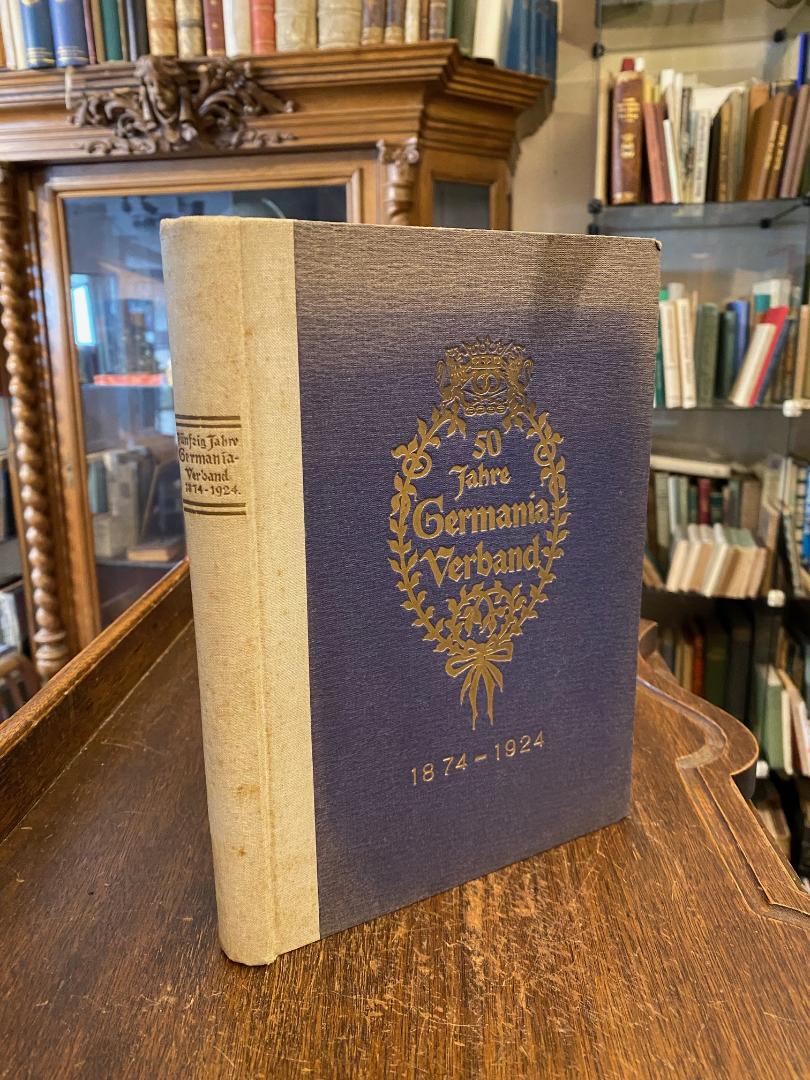 Fünfzig Jahre
Germania-
Verband
1874-1924.
50
Jahre
Germania-
Verband
1874-1924